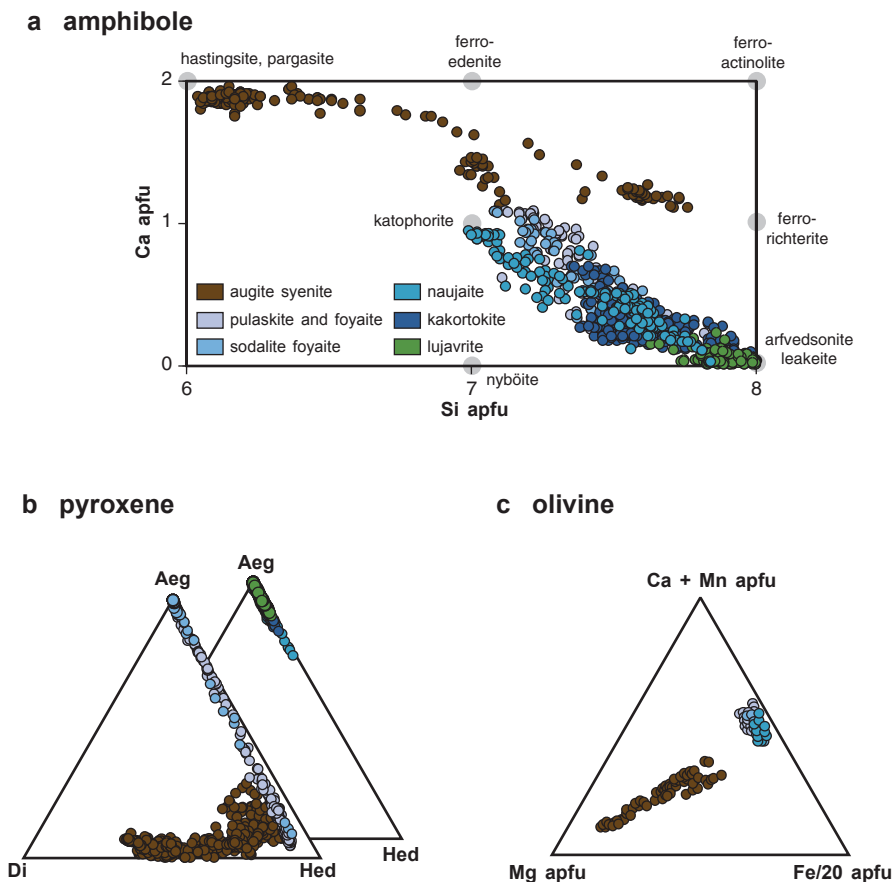 a amphibole
hastingsite, pargasite
ferro-
edenite
ferro-
actinolite
2
Ca apfu
1
katophorite
ferro-
richterite
augite syenite
naujaite
pulaskite and foyaite
kakortokite
sodalite foyaite
lujavrite
arfvedsonite
leakeite
0
nyböite
6
7
8
Si apfu
b pyroxene
c olivine
Aeg
Aeg
Ca + Mn apfu
Di
Hed
Hed
Mg apfu
Fe/20 apfu